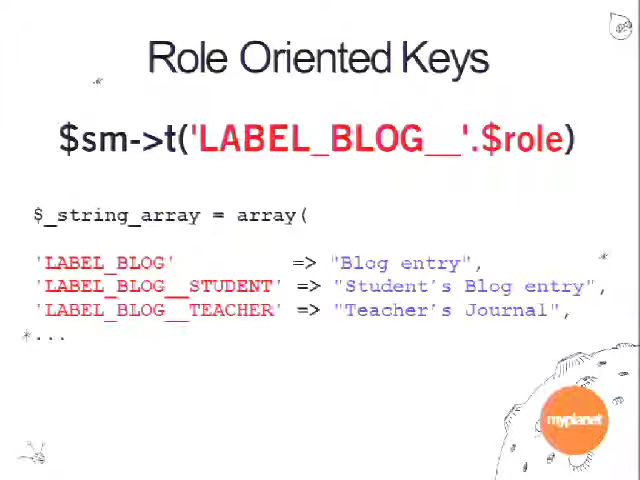 Role Oriented Keys
$sm->t('LABEL_BLOG__'.$role)
$_string_array = array(
'LABEL_BLOG' => "Blog entry",
'LABEL_BLOG__STUDENT' => "Student's Blog entry",
'LABEL_BLOG__TEACHER' => "Teacher's Journal",
...
myplanet